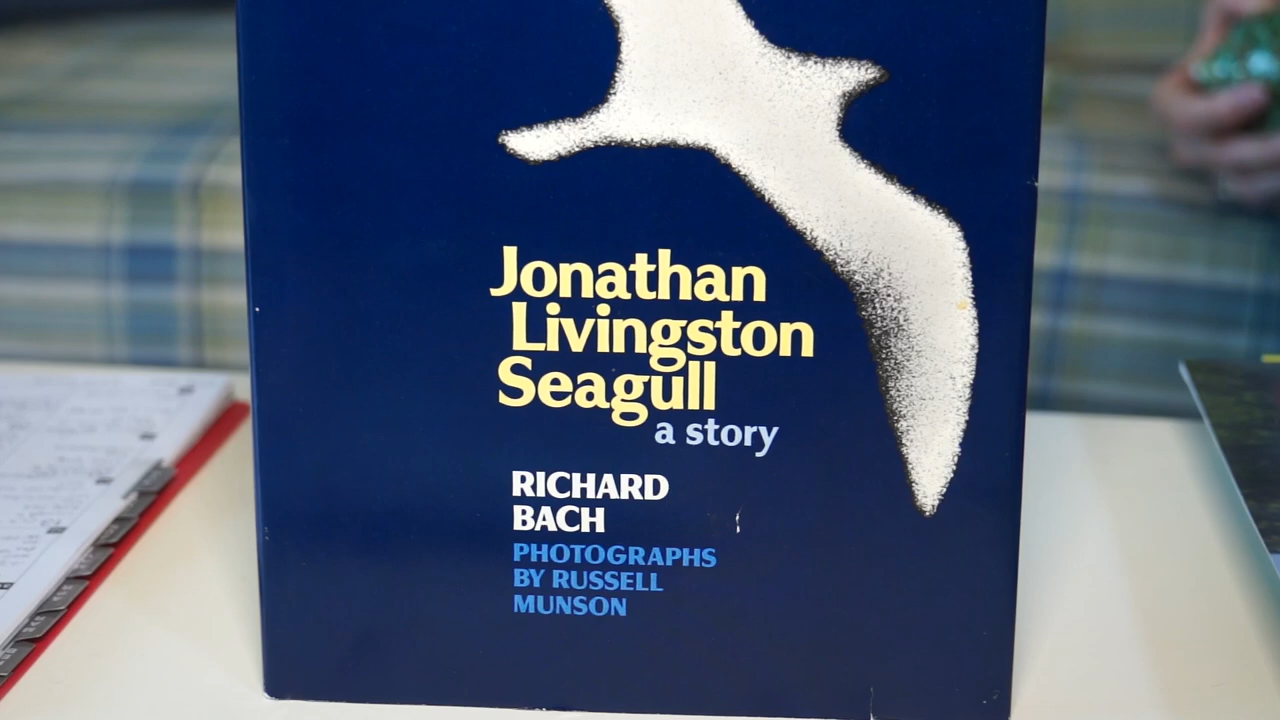 Jonathan
Livingston
Seagull
a story
RICHARD
BACH
PHOTOGRAPHS
BY RUSSELL
MUNSON